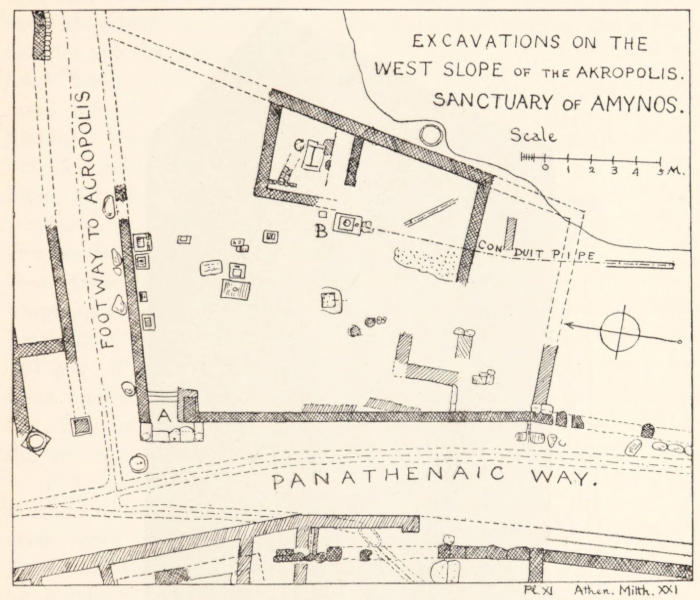 EXCAVATIONS ON THE
WEST SLOPE OF THE AKROPOLIS.
SANCTUARY OF AMYNOS.
Scale
0 1 2 3 4 5 M.
FOOTWAY TO ACROPOLIS
C
B
CONDUIT PIPE
A
PANATHENAIC WAY.
Pl. XI Athen. Mitth. XXI